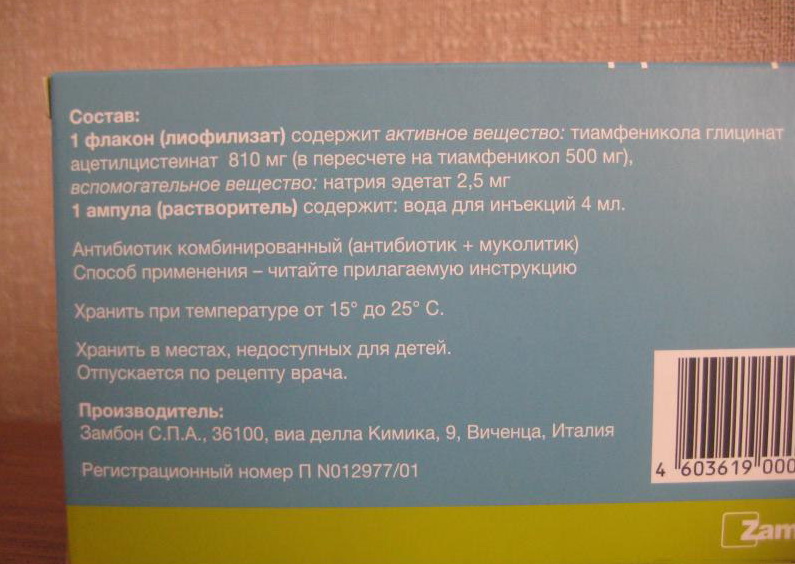 Состав:
1 флакон (лиофилизат) содержит активное вещество: тиамфеникола глицинат
ацетилцистеинат 810 мг (в пересчете на тиамфеникол 500 мг),
вспомогательное вещество: натрия эдетат 2,5 мг
1 ампула (растворитель) содержит: вода для инъекций 4 мл.
Антибиотик комбинированный (антибиотик + муколитик)
Способ применения – читайте прилагаемую инструкцию
Хранить при температуре от 15° до 25° С.
Хранить в местах, недоступных для детей.
Отпускается по рецепту врача.
Производитель:
Замбон С.П.А., 36100, виа делла Кимика, 9, Виченца, Италия
Регистрационный номер П N012977/01
4 603619 000
Zam